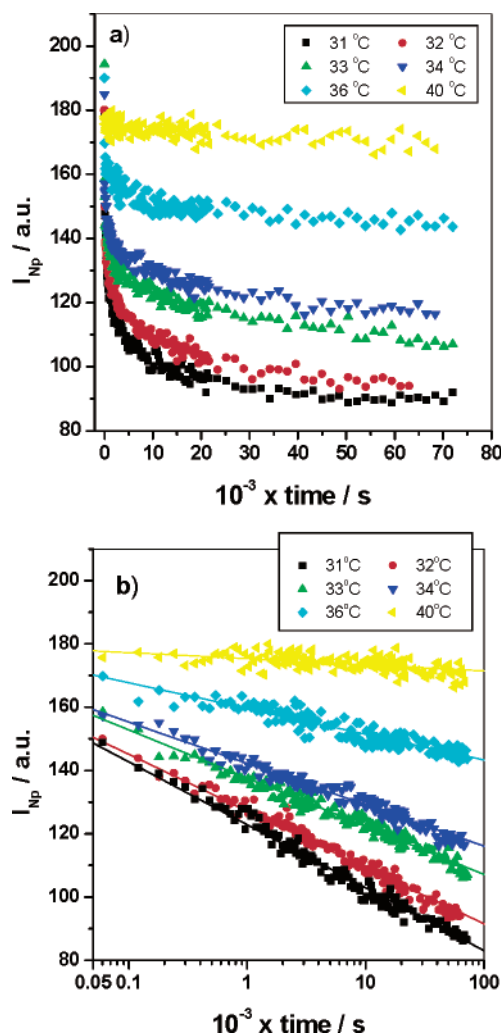 a)
31 °C 32 °C
33 °C 34 °C
36 °C 40 °C
200
180
160
140
120
100
80
I_Np / a.u.
0 10 20 30 40 50 60 70 80
10⁻³ x time / s
b)
31°C 32°C
33°C 34°C
36°C 40°C
200
180
160
140
120
100
80
I_Np / a.u.
0.05 0.1 1 10 100
10⁻³ x time / s